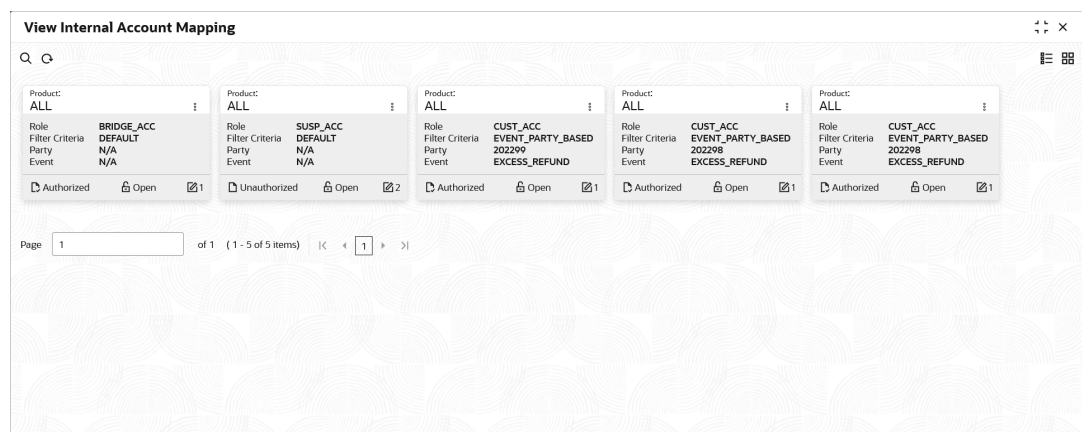 View Internal Account Mapping
Product:
ALL
Role BRIDGE_ACC
Filter Criteria DEFAULT
Party N/A
Event N/A
Authorized Open 1
Product:
ALL
Role SUSP_ACC
Filter Criteria DEFAULT
Party N/A
Event N/A
Unauthorized Open 2
Product:
ALL
Role CUST_ACC
Filter Criteria EVENT_PARTY_BASED
Party 202299
Event EXCESS_REFUND
Authorized Open 1
Product:
ALL
Role CUST_ACC
Filter Criteria EVENT_PARTY_BASED
Party 202298
Event EXCESS_REFUND
Authorized Open 1
Product:
ALL
Role CUST_ACC
Filter Criteria EVENT_PARTY_BASED
Party 202298
Event EXCESS_REFUND
Authorized Open 1
Page 1 of 1 (1 - 5 of 5 items) 1